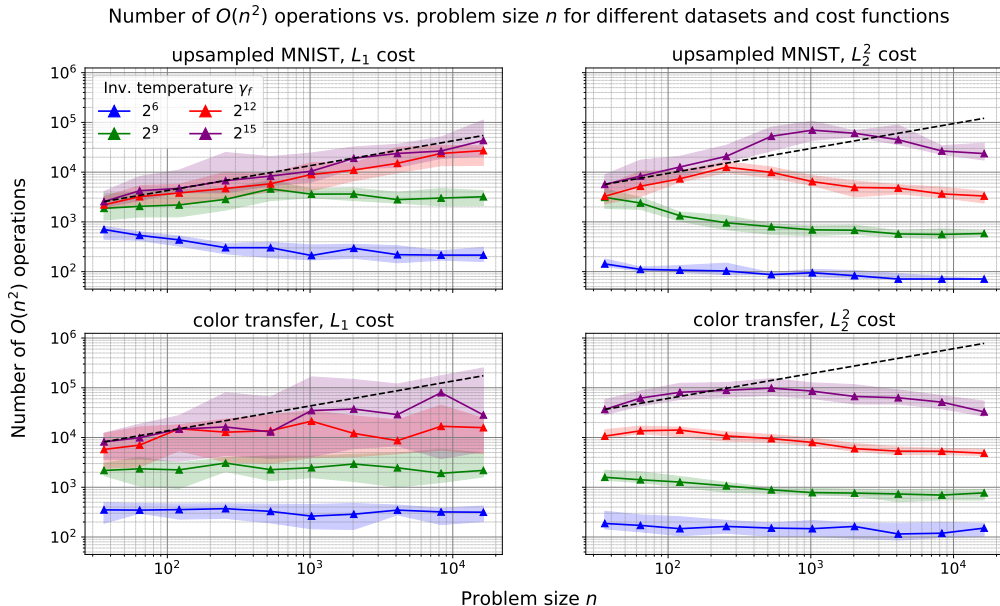 Number of O(n²) operations vs. problem size n for different datasets and cost functions
upsampled MNIST, L₁ cost
upsampled MNIST, L₂² cost
Inv. temperature γ_f
2⁶ 2¹²
2⁹ 2¹⁵
10⁶
10⁵
10⁴
10³
10²
color transfer, L₁ cost
color transfer, L₂² cost
10⁶
10⁵
10⁴
10³
10²
10² 10³ 10⁴
10² 10³ 10⁴
Number of O(n²) operations
Problem size n